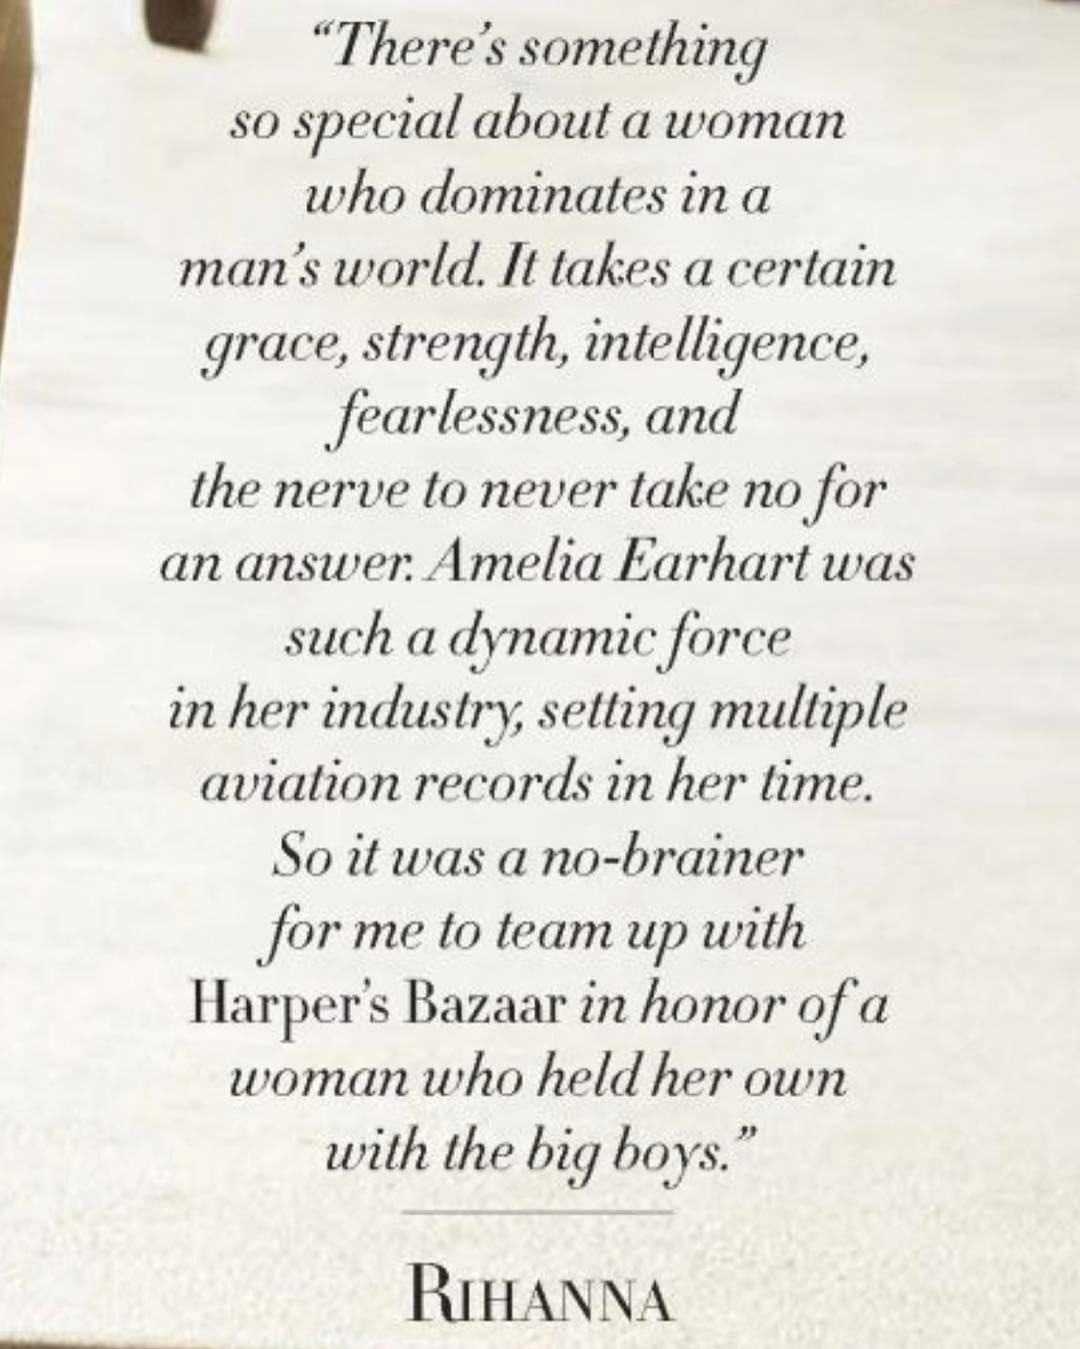 “There’s something
so special about a woman
who dominates in a
man’s world. It takes a certain
grace, strength, intelligence,
fearlessness, and
the nerve to never take no for
an answer. Amelia Earhart was
such a dynamic force
in her industry, setting multiple
aviation records in her time.
So it was a no-brainer
for me to team up with
Harper’s Bazaar in honor of a
woman who held her own
with the big boys.”
RIHANNA